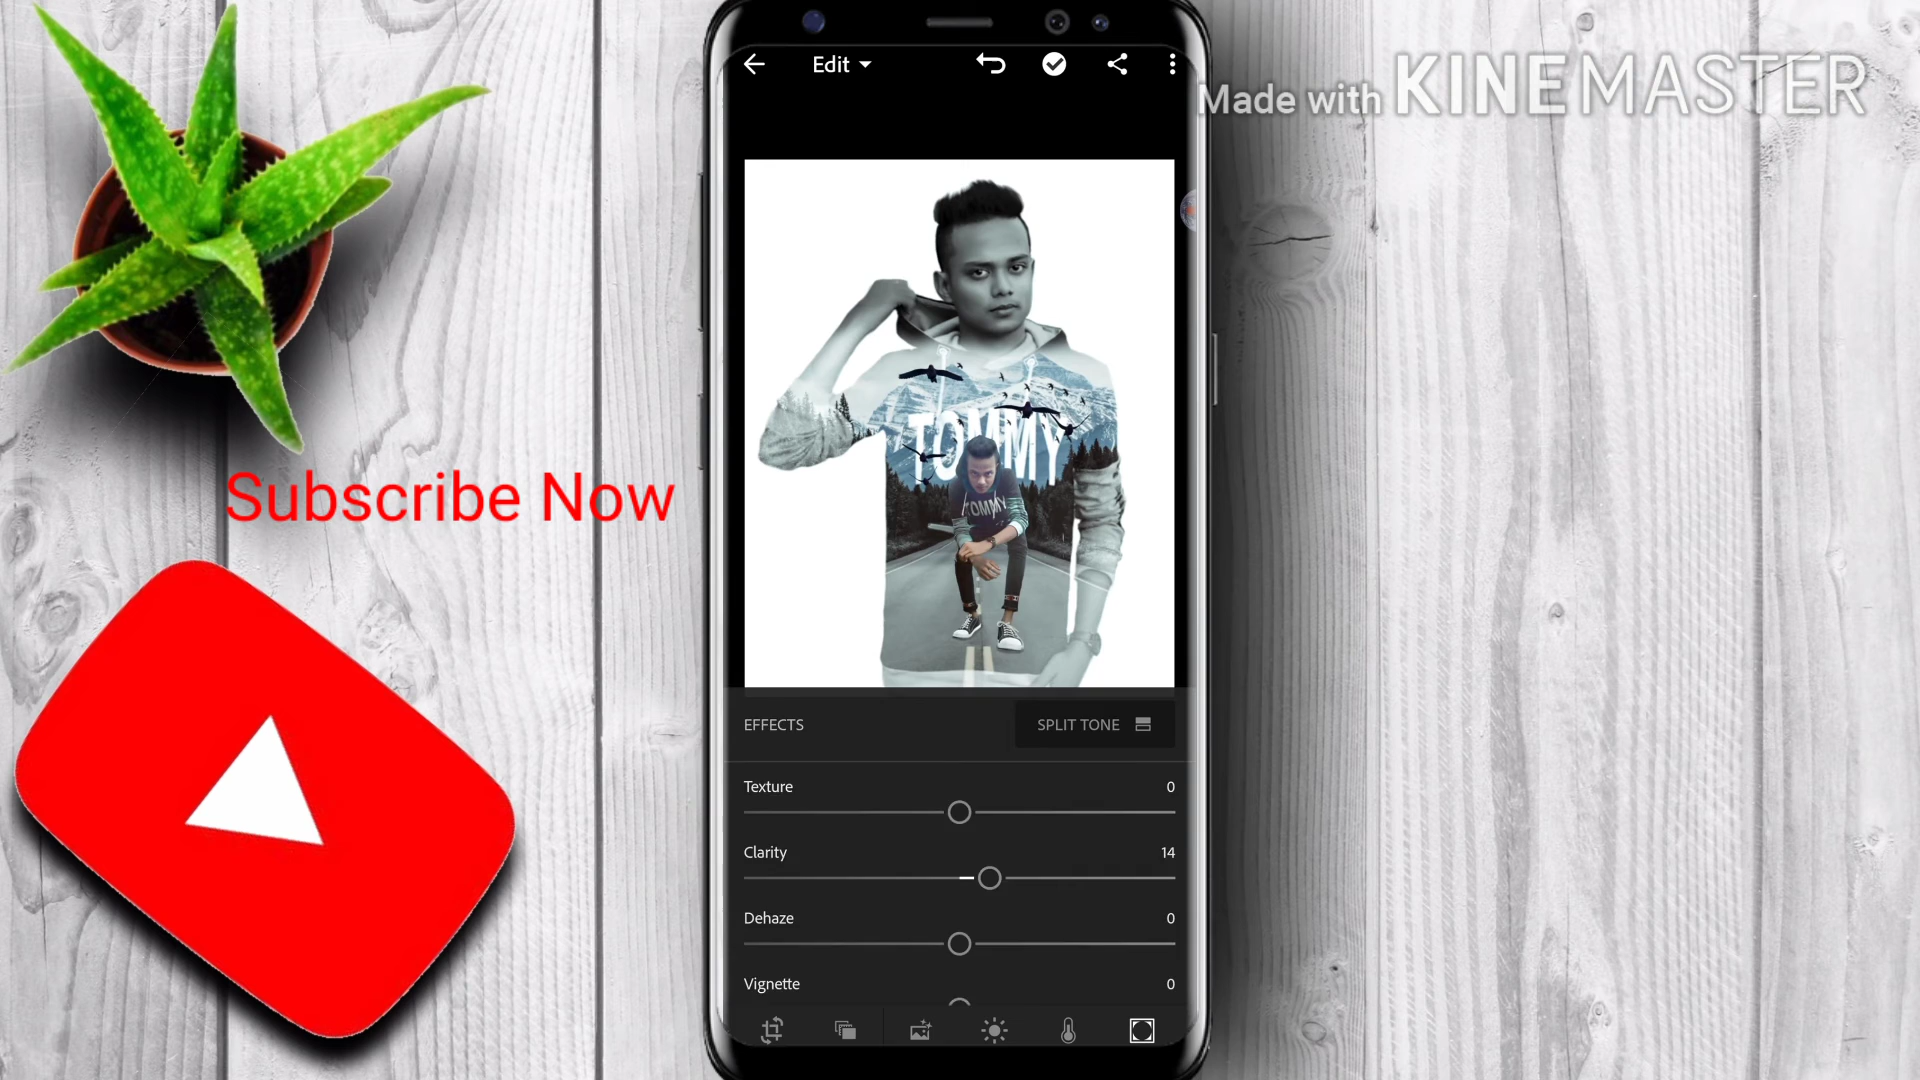 Edit
Made with KINEMASTER
TOMMY
TOMMY
Subscribe Now
EFFECTS
SPLIT TONE
Texture 0
Clarity 14
Dehaze 0
Vignette 0